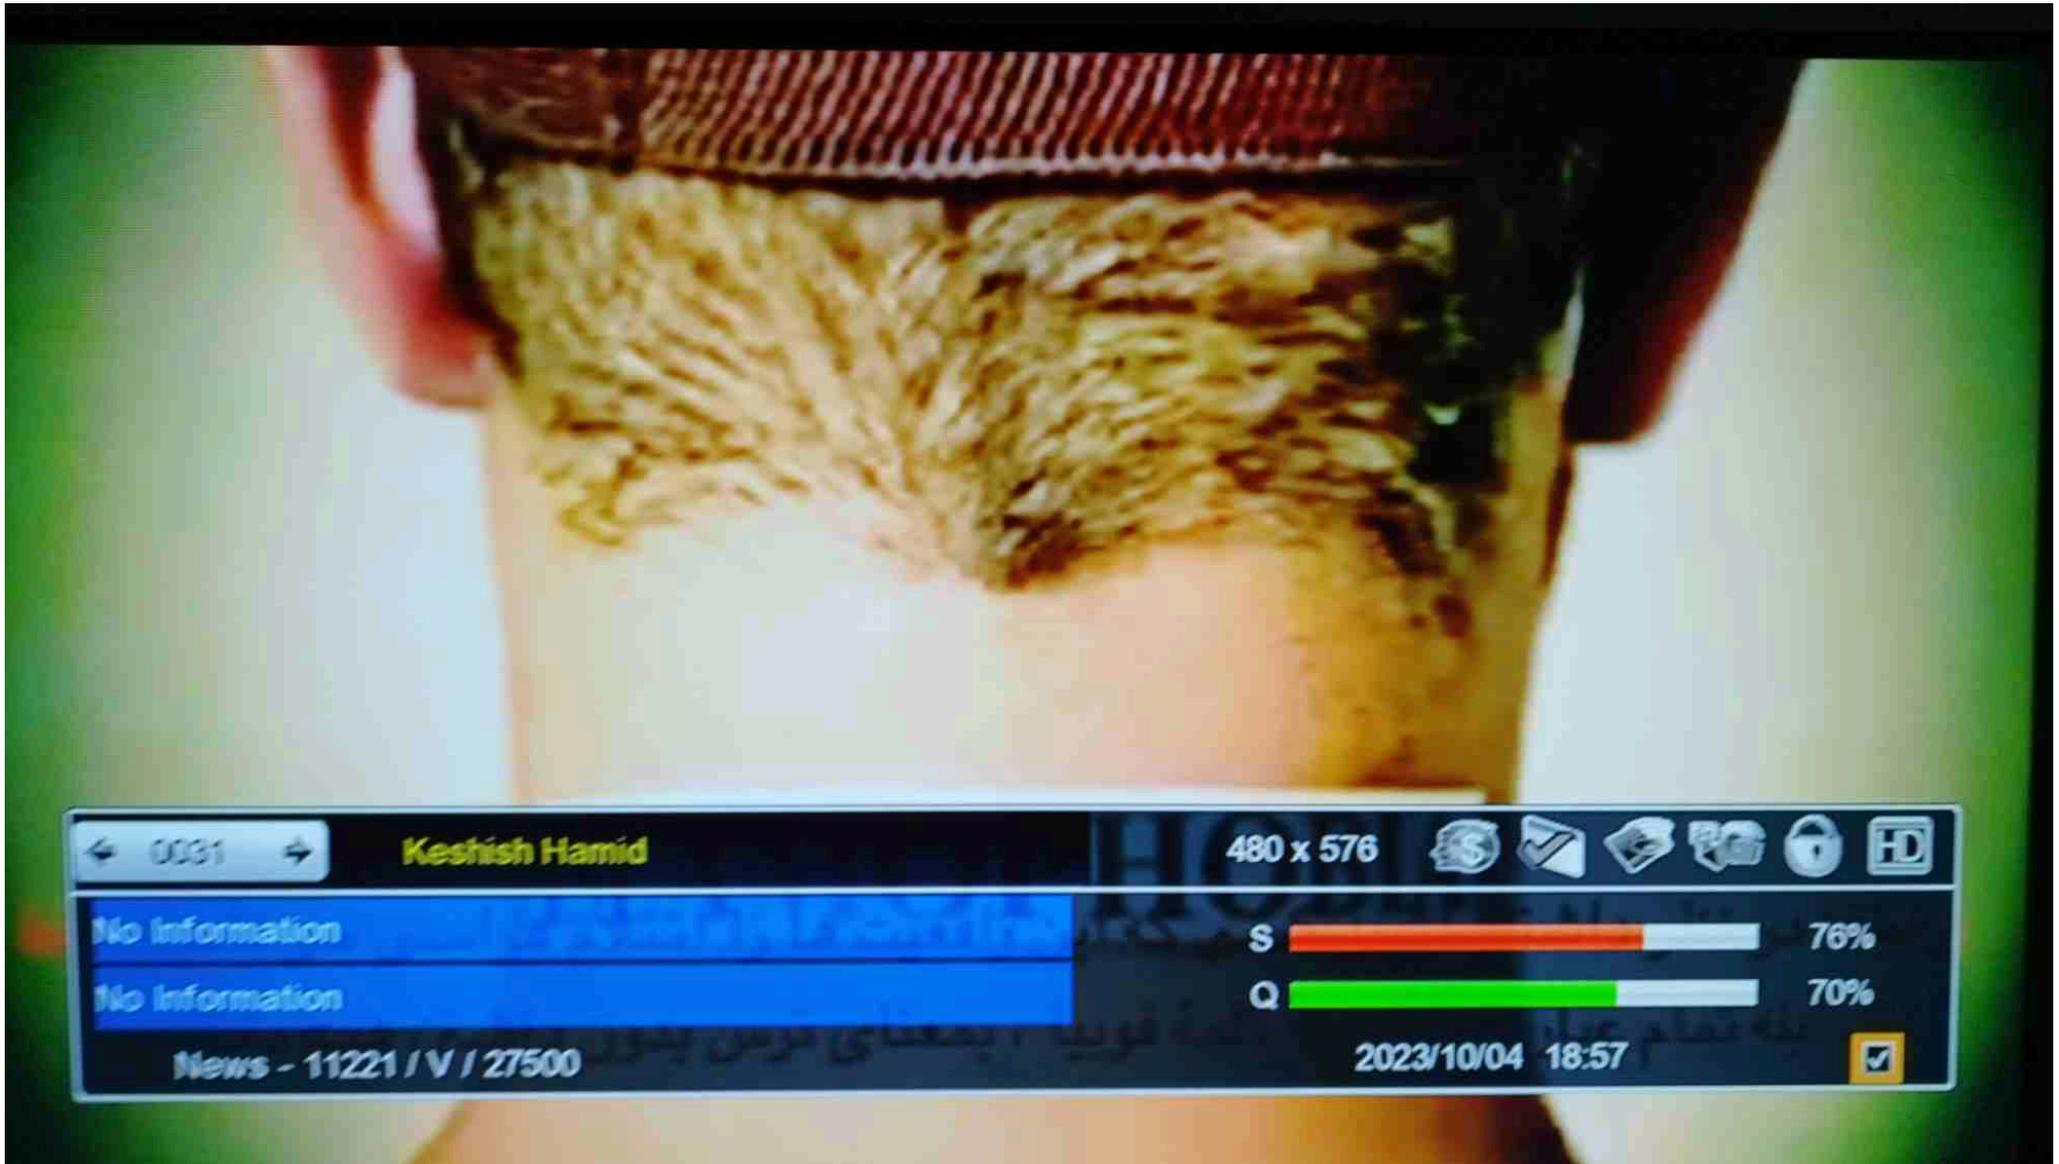 0031 Keshish Hamid 480 x 576 HD
No Information
S 76%
No Information
Q 70%
News - 11221 / V / 27500 2023/10/04 18:57